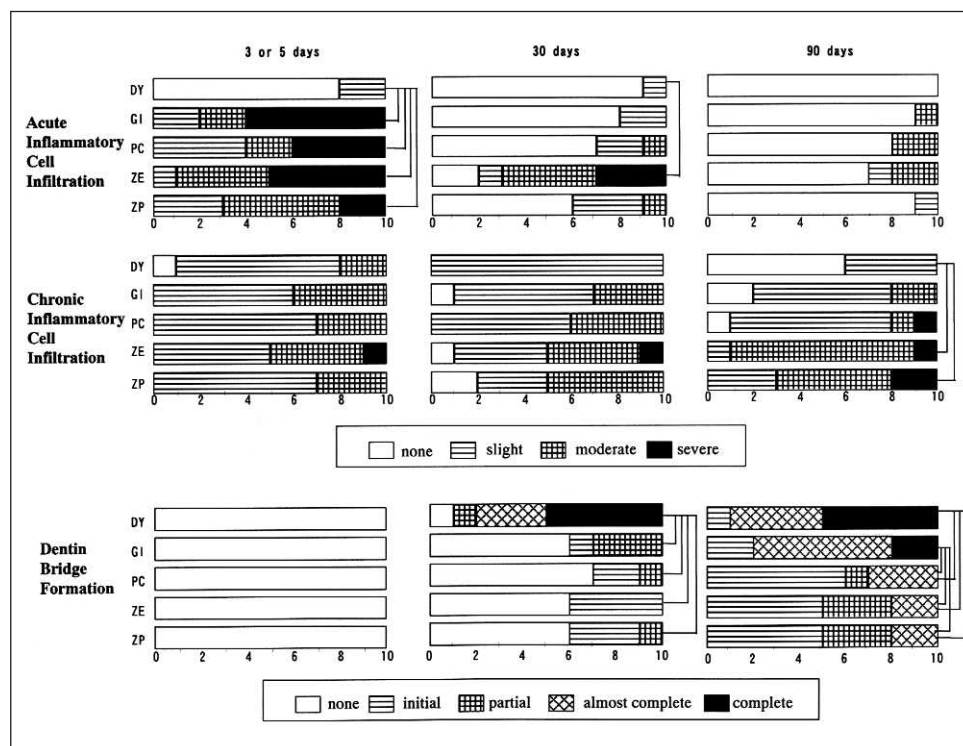 3 or 5 days 30 days 90 days
Acute
Inflammatory
Cell
Infiltration
DY
GI
PC
ZE
ZP
0 2 4 6 8 10 0 2 4 6 8 10 0 2 4 6 8 10
Chronic
Inflammatory
Cell
Infiltration
DY
GI
PC
ZE
ZP
0 2 4 6 8 10 0 2 4 6 8 10 0 2 4 6 8 10
none slight moderate severe
Dentin
Bridge
Formation
DY
GI
PC
ZE
ZP
0 2 4 6 8 10 0 2 4 6 8 10 0 2 4 6 8 10
none initial partial almost complete complete